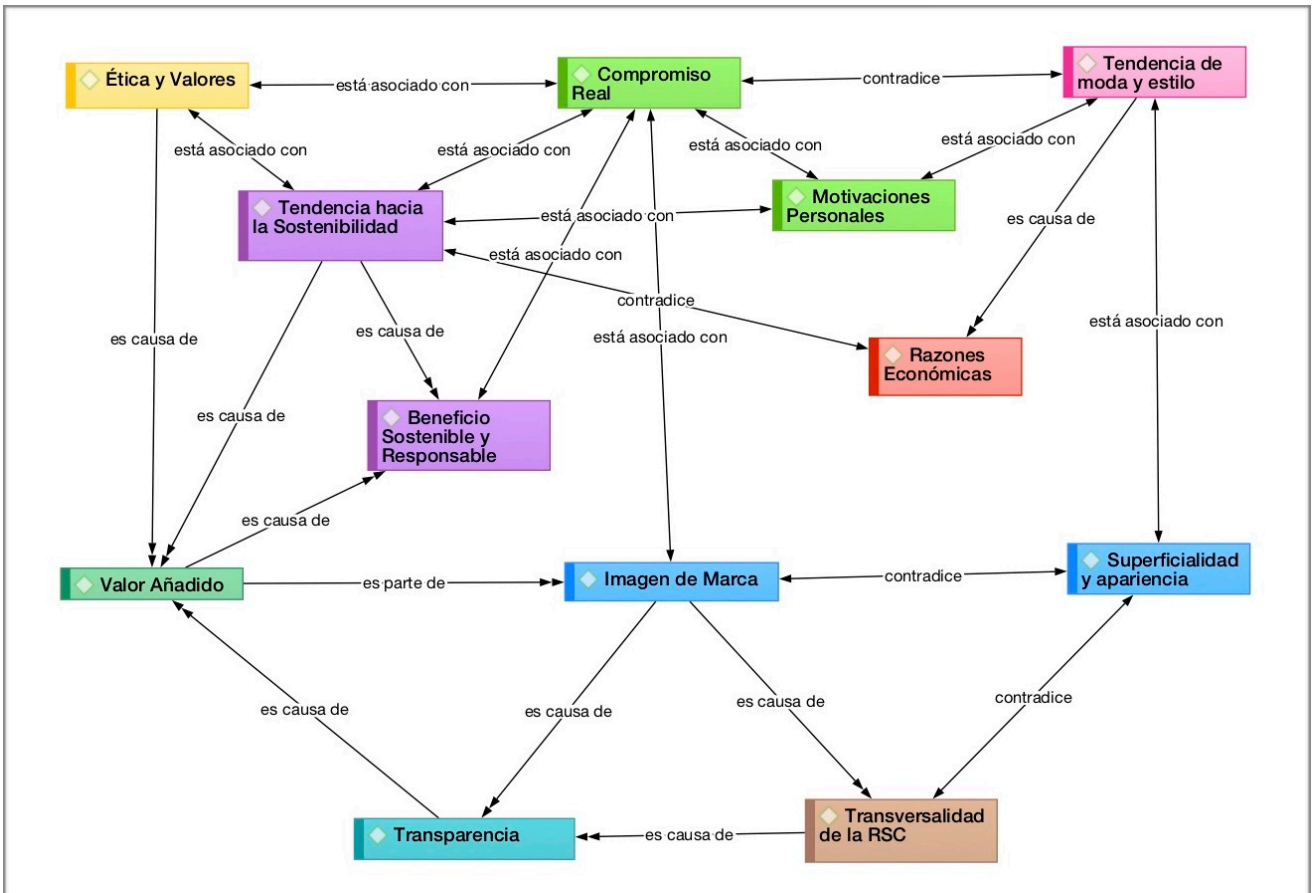 Ética y Valores
está asociado con
Compromiso
Real
contradice
Tendencia de
moda y estilo
está asociado con
está asociado con
está asociado con
está asociado con
Tendencia hacia
la Sostenibilidad
está asociado con
Motivaciones
Personales
es causa de
está asociado con
contradice
es causa de
es causa de
está asociado con
está asociado con
Razones
Económicas
es causa de
Beneficio
Sostenible y
Responsable
es causa de
Valor Añadido
es parte de
Imagen de Marca
contradice
Superficialidad
y apariencia
es causa de
es causa de
es causa de
contradice
Transparencia
es causa de
Transversalidad
de la RSC